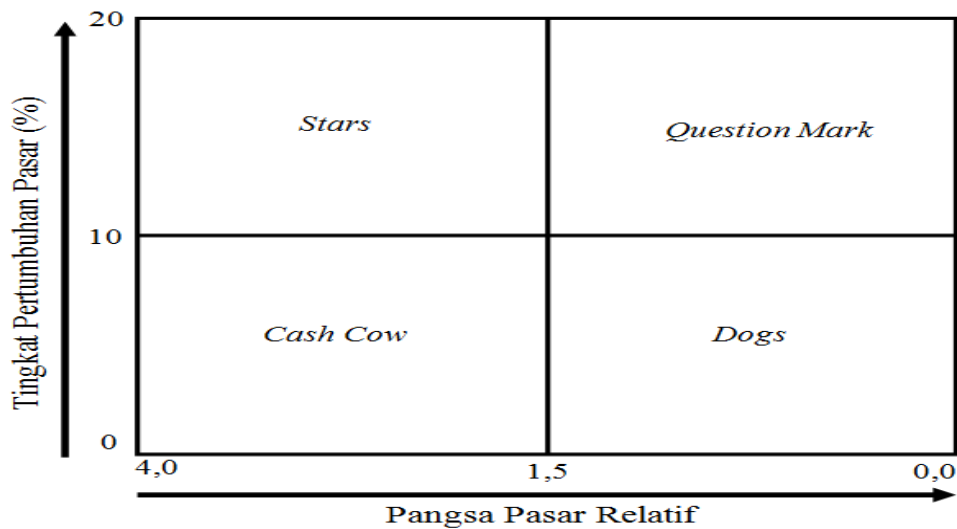 Tingkat Pertumbuhan Pasar (%)
20
Stars
Question Mark
10
Cash Cow
Dogs
0
4,0
1,5
0,0
Pangsa Pasar Relatif